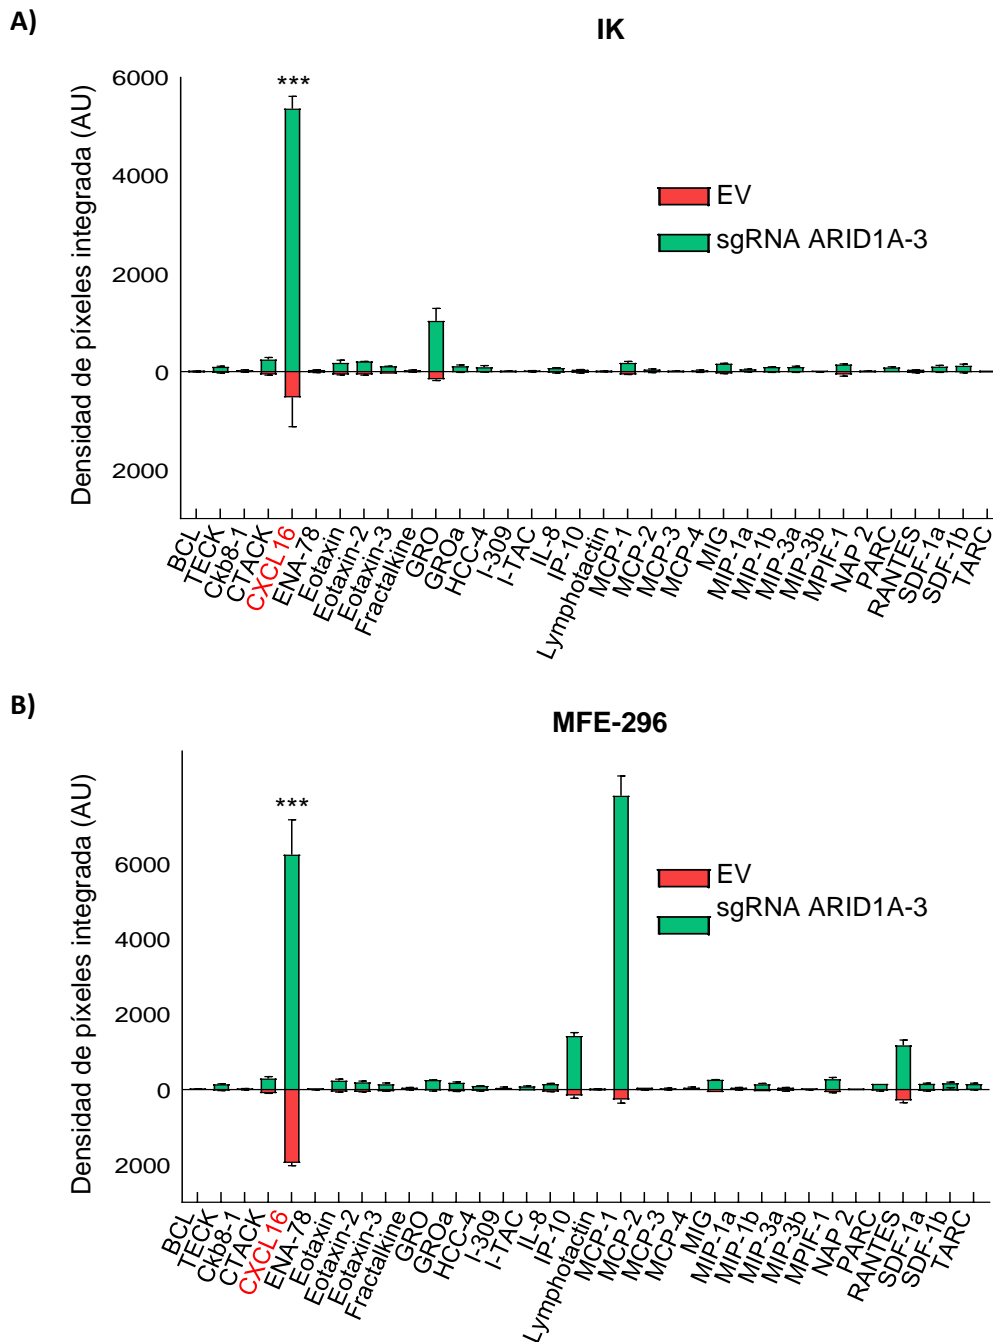 A)
IK
Densidad de píxeles integrada (AU)
6000
4000
2000
0
2000
***
EV
sgRNA ARID1A-3
BCL
TECK
Ckb8-1
CTACK
CXCL16
ENA-78
Eotaxin
Eotaxin-2
Eotaxin-3
Fractalkine
GRO
GROa
HCC-4
I-309
I-TAC
IL-8
IP-10
Lymphotactin
MCP-1
MCP-2
MCP-3
MCP-4
MIG
MIP-1a
MIP-1b
MIP-3a
MIP-3b
MPIF-1
NAP 2
PARC
RANTES
SDF-1a
SDF-1b
TARC
B)
MFE-296
Densidad de píxeles integrada (AU)
6000
4000
2000
0
2000
***
EV
sgRNA ARID1A-3
BCL
TECK
Ckb8-1
CTACK
CXCL16
ENA-78
Eotaxin
Eotaxin-2
Eotaxin-3
Fractalkine
GRO
GROa
HCC-4
I-309
I-TAC
IL-8
IP-10
Lymphotactin
MCP-1
MCP-2
MCP-3
MCP-4
MIG
MIP-1a
MIP-1b
MIP-3a
MIP-3b
MPIF-1
NAP 2
PARC
RANTES
SDF-1a
SDF-1b
TARC